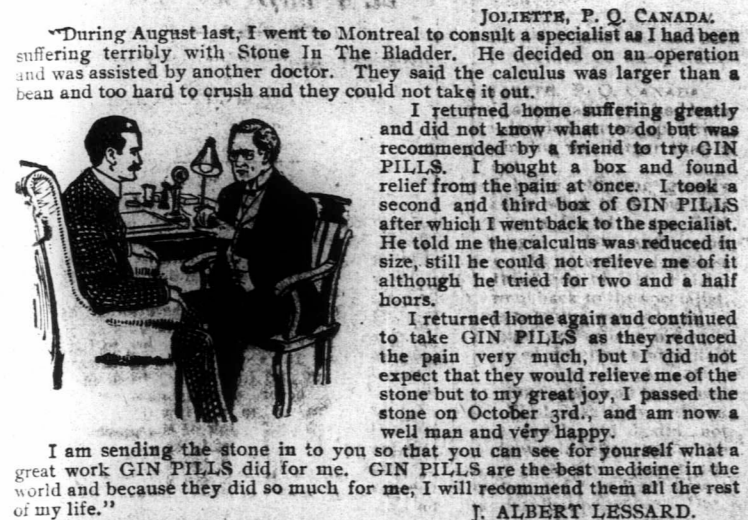 JOLIETTE, P. Q. CANADA.
"During August last, I went to Montreal to consult a specialist as I had been
suffering terribly with Stone In The Bladder. He decided on an operation
and was assisted by another doctor. They said the calculus was larger than a
bean and too hard to crush and they could not take it out.
I returned home suffering greatly
and did not know what to do, but was
recommended by a friend to try GIN
PILLS. I bought a box and found
relief from the pain at once. I took a
second and third box of GIN PILLS
after which I went back to the specialist.
He told me the calculus was reduced in
size, still he could not relieve me of it
although he tried for two and a half
hours.
I returned home again and continued
to take GIN PILLS as they reduced
the pain very much, but I did not
expect that they would relieve me of the
stone but to my great joy, I passed the
stone on October 3rd., and am now a
well man and very happy.
I am sending the stone in to you so that you can see for yourself what a
great work GIN PILLS did for me. GIN PILLS are the best medicine in the
world and because they did so much for me, I will recommend them all the rest
of my life."
J. ALBERT LESSARD.